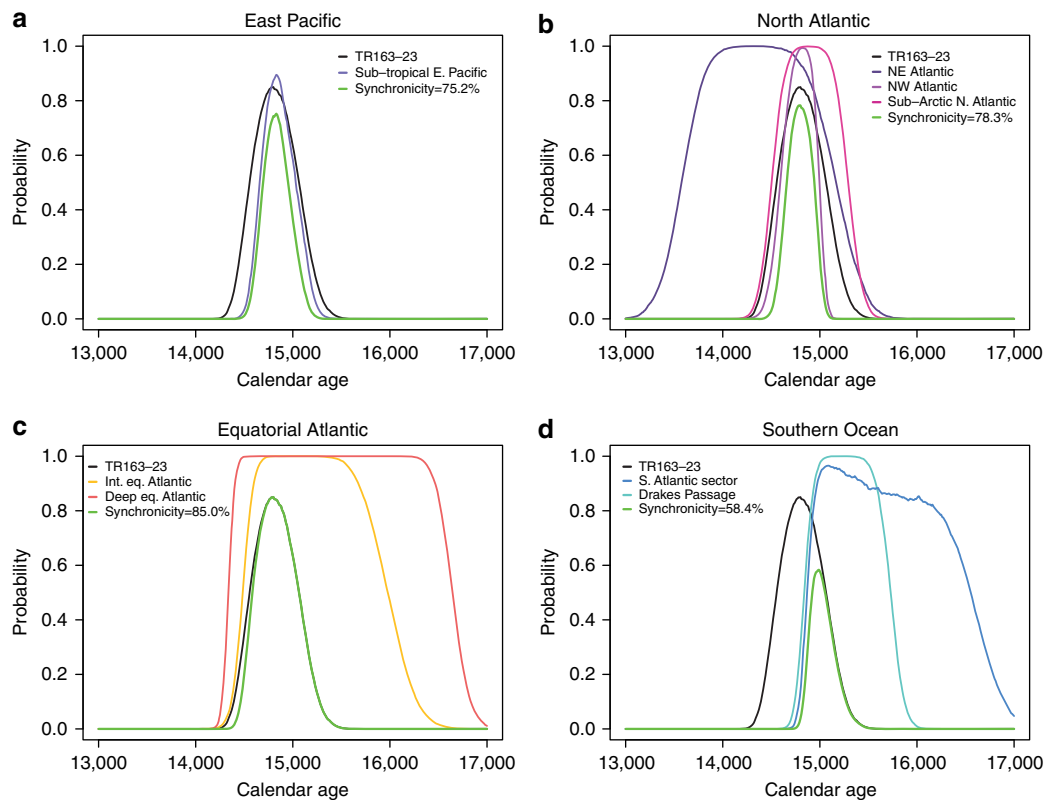 a
East Pacific
1.0
0.8
0.6
0.4
0.2
0.0
Probability
TR163–23
Sub–tropical E. Pacific
Synchronicity=75.2%
13,000 14,000 15,000 16,000 17,000
Calendar age
b
North Atlantic
1.0
0.8
0.6
0.4
0.2
0.0
Probability
TR163–23
NE Atlantic
NW Atlantic
Sub–Arctic N. Atlantic
Synchronicity=78.3%
13,000 14,000 15,000 16,000 17,000
Calendar age
c
Equatorial Atlantic
1.0
0.8
0.6
0.4
0.2
0.0
Probability
TR163–23
Int. eq. Atlantic
Deep eq. Atlantic
Synchronicity=85.0%
13,000 14,000 15,000 16,000 17,000
Calendar age
d
Southern Ocean
1.0
0.8
0.6
0.4
0.2
0.0
Probability
TR163–23
S. Atlantic sector
Drakes Passage
Synchronicity=58.4%
13,000 14,000 15,000 16,000 17,000
Calendar age